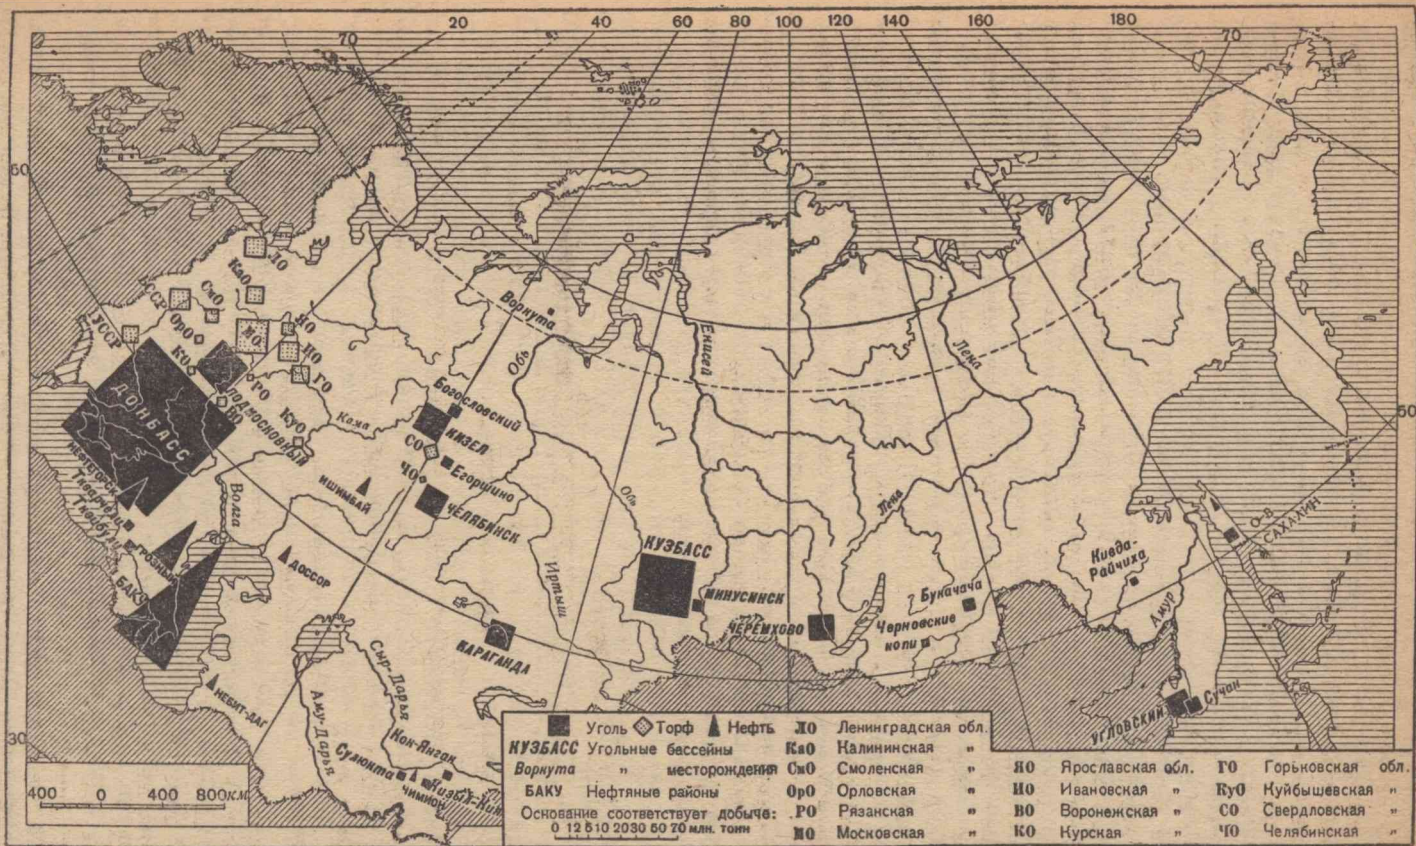 20 40 60 80 100 120 140 160 180
70 70
60
50
30
ЛО
КаО
СмО
ССР
УССР
ОрО
КО
МО
ЯО
ИО
ГО
РО
ВО
КуО
ПОДМОСКОВНЫЙ
ДОНБАСС
Воркута
Обь
Енисей
Лена
Богословский
КИЗЕЛ
Кама
СО
Егоршино
ЧО
ЧЕЛЯБИНСК
ИШИМБАЙ
Волга
Ткварчели
Ткибули
ГРОЗНЫЙ
БАКУ
ДОССОР
Обь
Иртыш
КУЗБАСС
МИНУСИНСК
ЧЕРЕМХОВО
Лена
Букачача
Черновские
копи
Кивда-
Райчиха
Амур
О-В
САХАЛИН
УГЛОВСКИЙ
Сучан
КАРАГАНДА
Сыр-Дарья
Аму-Дарья
НЕБИТ-ДАГ
Кок-Янгак
Сулюкта
ЧИМИОН
400 0 400 800КМ
Уголь Торф Нефть
КУЗБАСС Угольные бассейны
Воркута " месторождения
БАКУ Нефтяные районы
Основание соответствует добыче:
0 1 2 5 10 20 30 50 70 млн. тонн
ЛО Ленинградская обл.
КаО Калининская "
СмО Смоленская "
ОрО Орловская "
РО Рязанская "
МО Московская "
ЯО Ярославская обл.
ИО Ивановская "
ВО Воронежская "
КО Курская "
ГО Горьковская обл.
КуО Куйбышевская "
СО Свердловская "
ЧО Челябинская "